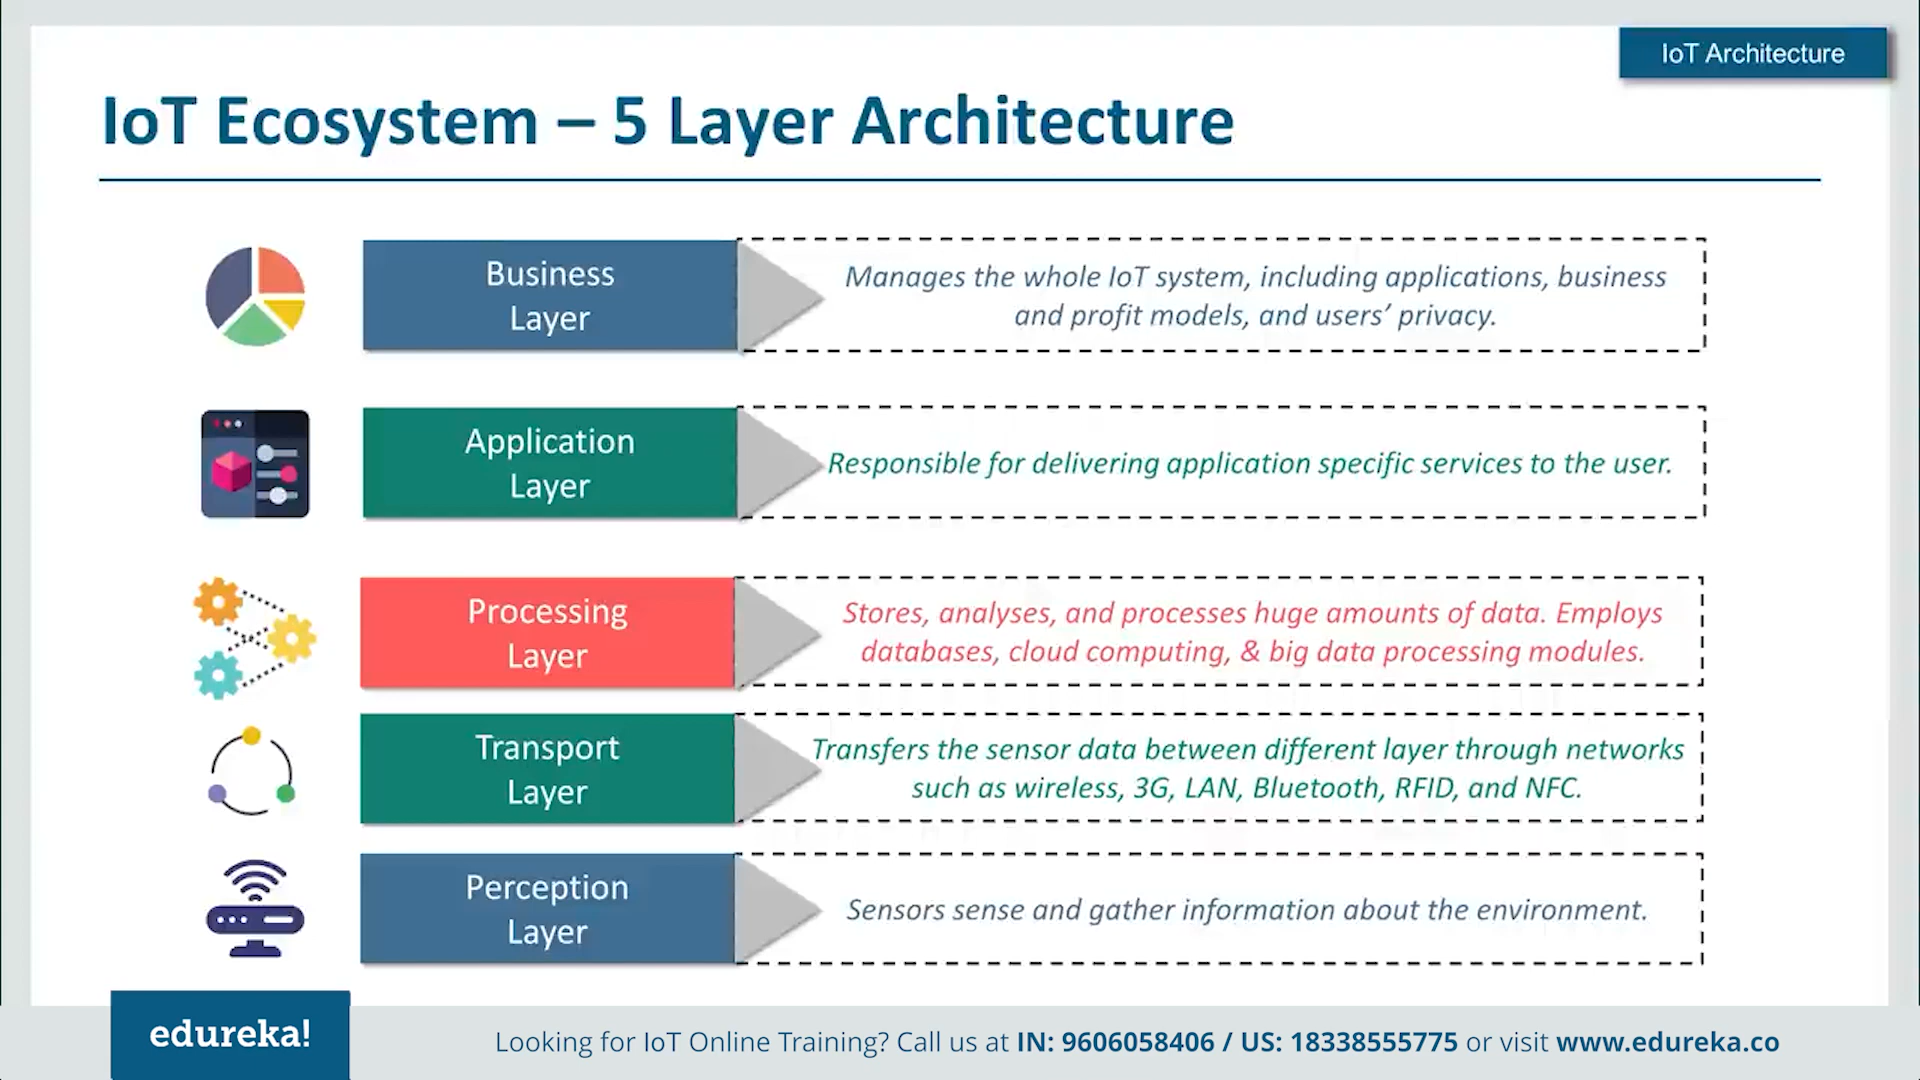 IoT Architecture
IoT Ecosystem – 5 Layer Architecture
Business
Layer
Manages the whole IoT system, including applications, business
and profit models, and users’ privacy.
Application
Layer
Responsible for delivering application specific services to the user.
Processing
Layer
Stores, analyses, and processes huge amounts of data. Employs
databases, cloud computing, & big data processing modules.
Transport
Layer
Transfers the sensor data between different layer through networks
such as wireless, 3G, LAN, Bluetooth, RFID, and NFC.
Perception
Layer
Sensors sense and gather information about the environment.
edureka!
Looking for IoT Online Training? Call us at IN: 9606058406 / US: 18338555775 or visit www.edureka.co